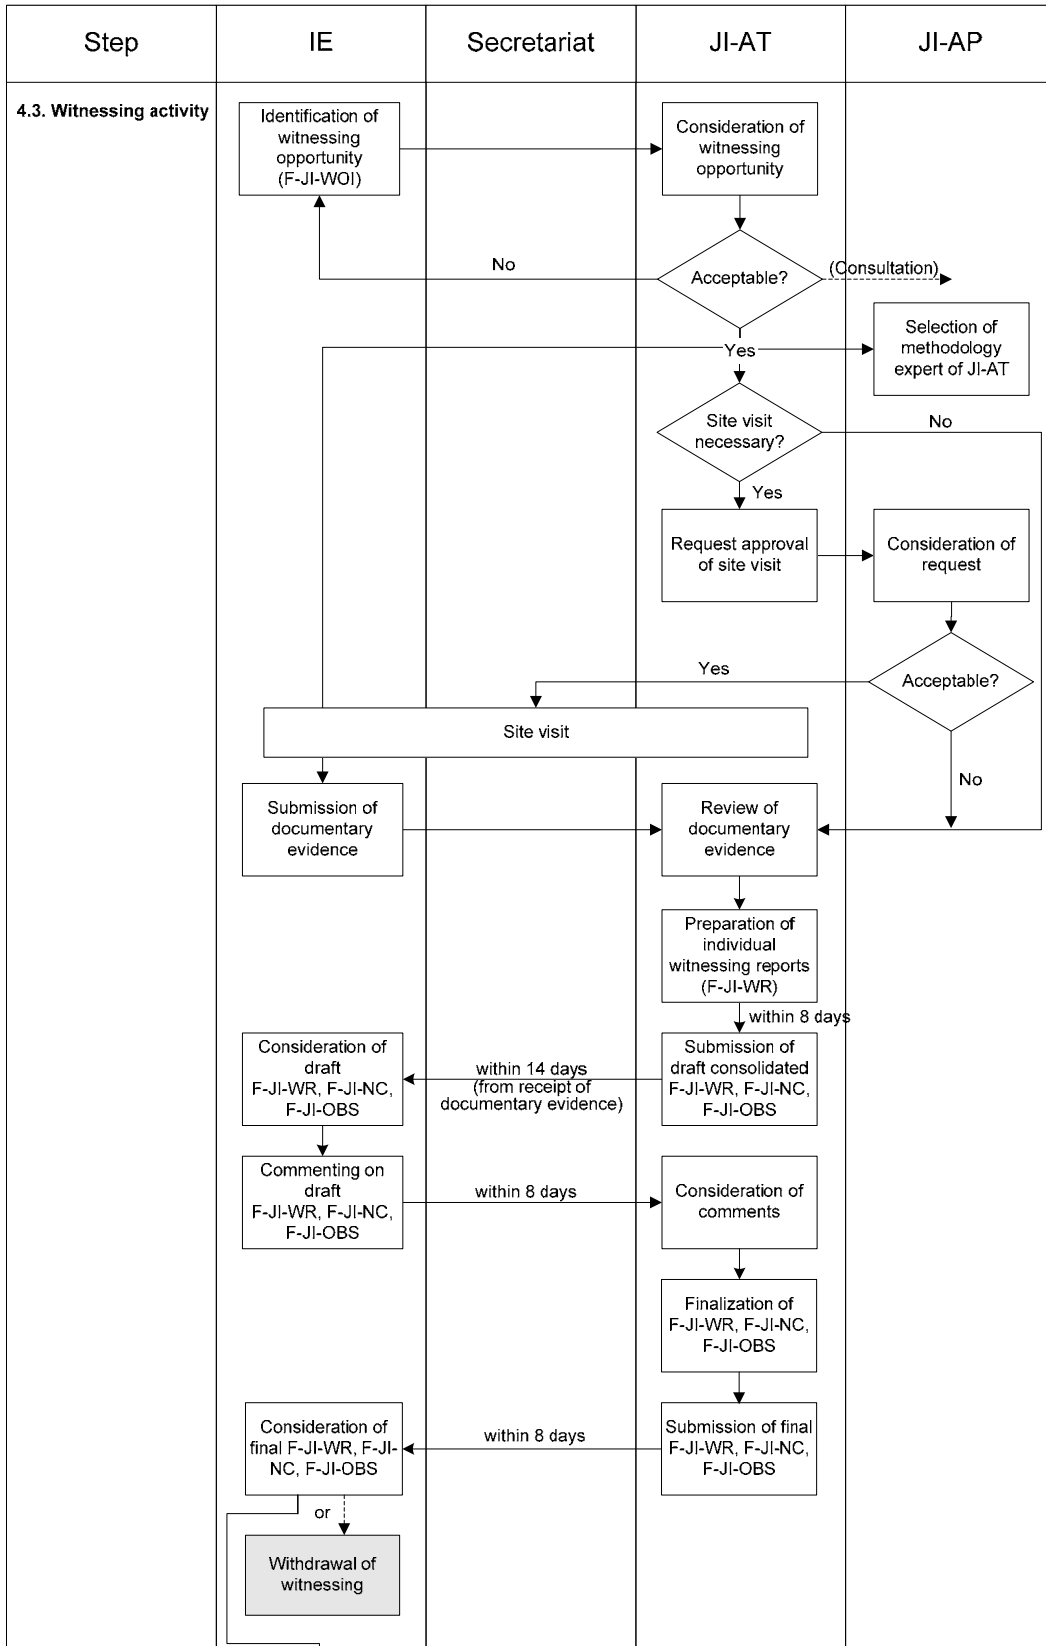 Step
IE
Secretariat
JI-AT
JI-AP
4.3. Witnessing activity
Identification of
witnessing
opportunity
(F-JI-WOI)
Consideration of
witnessing
opportunity
No
Acceptable?
(Consultation)
Selection of
methodology
expert of JI-AT
Yes
Site visit
necessary?
No
Yes
Request approval
of site visit
Consideration of
request
Yes
Acceptable?
Site visit
No
Submission of
documentary
evidence
Review of
documentary
evidence
Preparation of
individual
witnessing reports
(F-JI-WR)
within 8 days
Consideration of
draft
F-JI-WR, F-JI-NC,
F-JI-OBS
within 14 days
(from receipt of
documentary evidence)
Submission of
draft consolidated
F-JI-WR, F-JI-NC,
F-JI-OBS
Commenting on
draft
F-JI-WR, F-JI-NC,
F-JI-OBS
within 8 days
Consideration of
comments
Finalization of
F-JI-WR, F-JI-NC,
F-JI-OBS
Consideration of
final F-JI-WR, F-JI-
NC, F-JI-OBS
within 8 days
Submission of final
F-JI-WR, F-JI-NC,
F-JI-OBS
or
Withdrawal of
witnessing